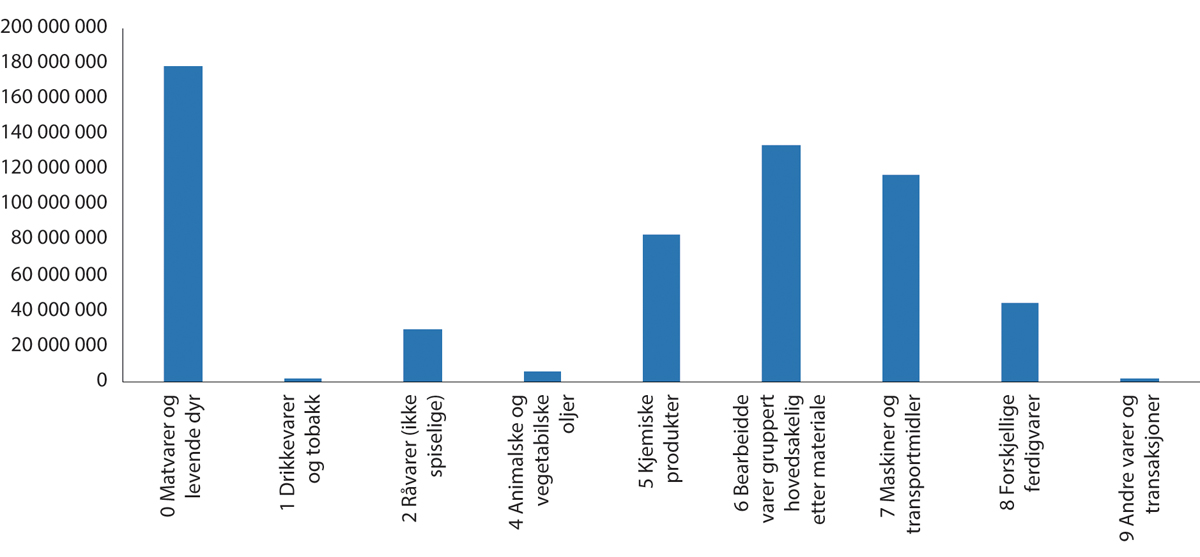 200 000 000
180 000 000
160 000 000
140 000 000
120 000 000
100 000 000
80 000 000
60 000 000
40 000 000
20 000 000
0
0 Matvarer og
levende dyr
1 Drikkevarer
og tobakk
2 Råvarer (ikke
spiselige)
4 Animalske og
vegetabilske
oljer
5 Kjemiske
produkter
6 Bearbeidde
varer gruppert
hovedsakelig
etter materiale
7 Maskiner og
transportmidler
8 Forskjellige
ferdigvarer
9 Andre varer og
transaksjoner